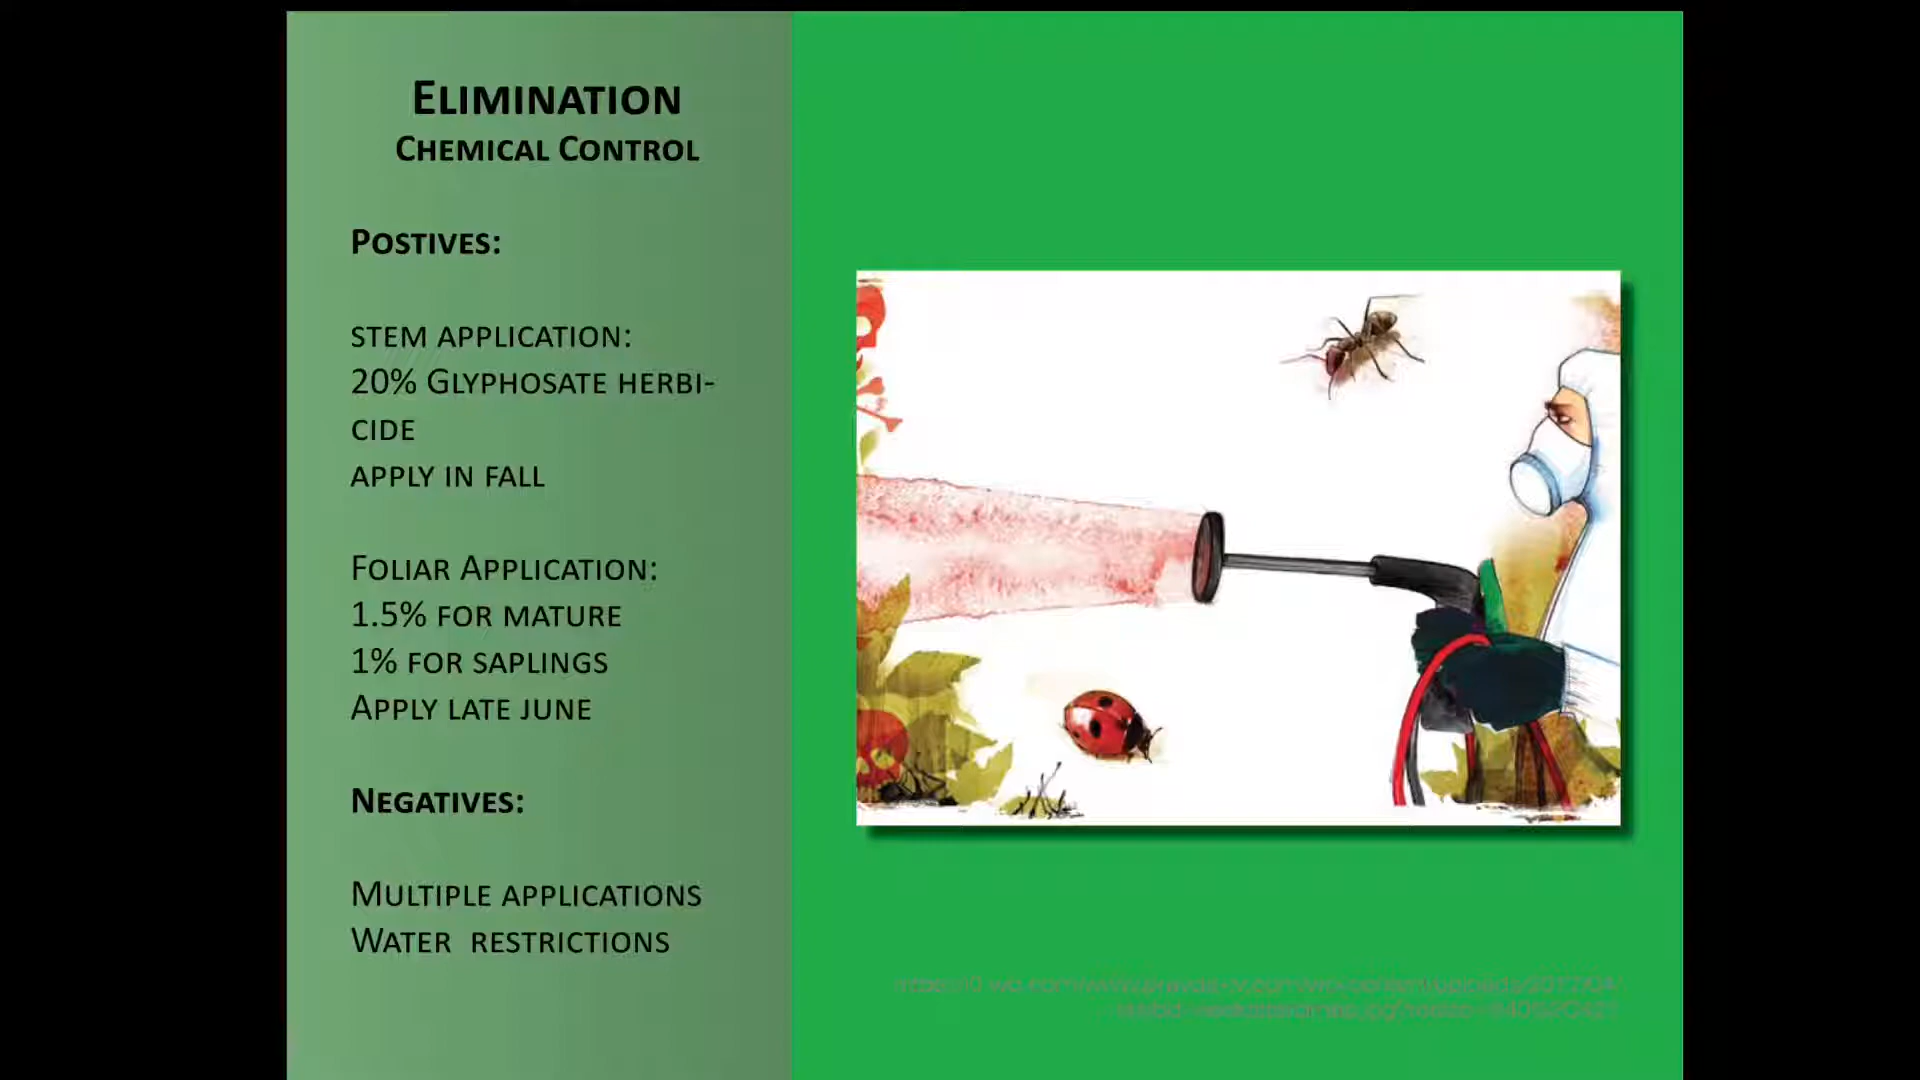 Elimination
Chemical Control
Postives:
stem application:
20% Glyphosate herbi-
cide
apply in fall
Foliar Application:
1.5% for mature
1% for saplings
Apply late june
Negatives:
Multiple applications
Water restrictions